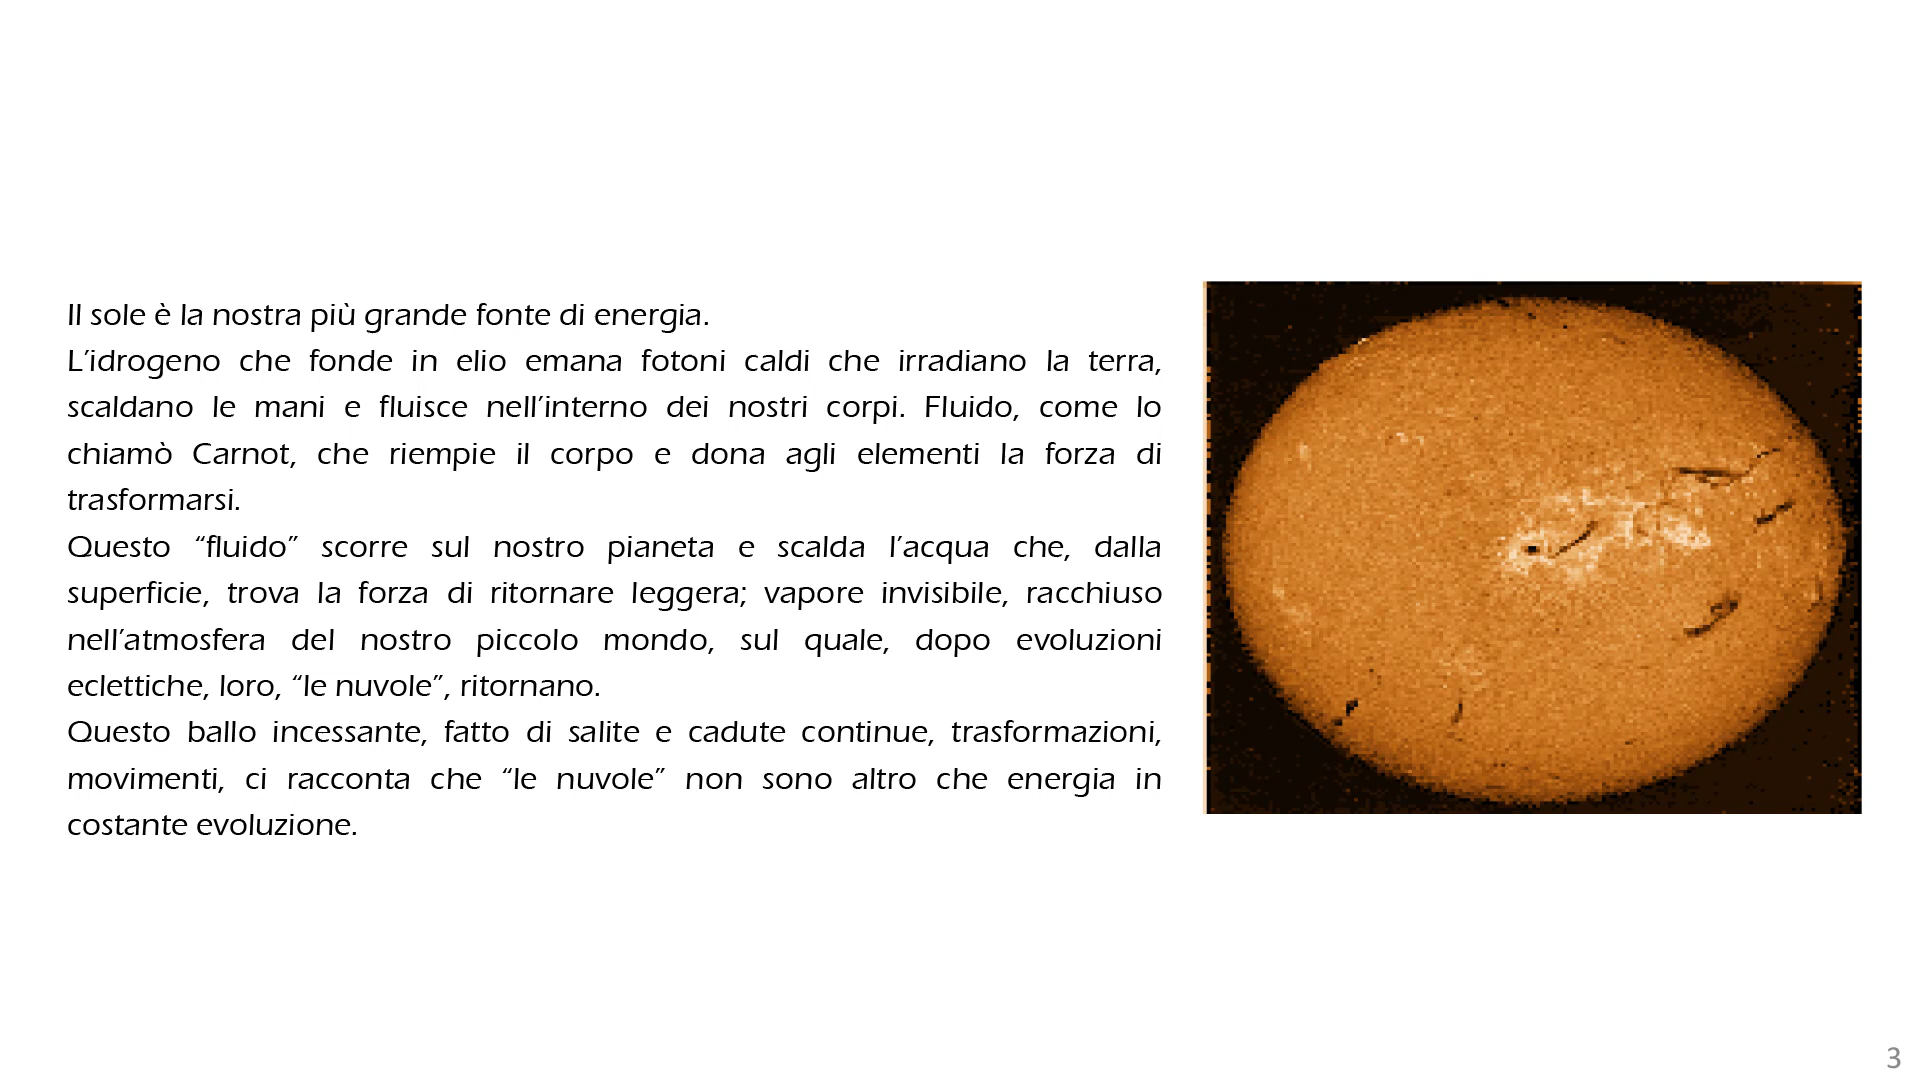 Il sole è la nostra più grande fonte di energia.
L’idrogeno che fonde in elio emana fotoni caldi che irradiano la terra,
scaldano le mani e fluisce nell’interno dei nostri corpi. Fluido, come lo
chiamò Carnot, che riempie il corpo e dona agli elementi la forza di
trasformarsi.
Questo “fluido” scorre sul nostro pianeta e scalda l’acqua che, dalla
superficie, trova la forza di ritornare leggera; vapore invisibile, racchiuso
nell’atmosfera del nostro piccolo mondo, sul quale, dopo evoluzioni
eclettiche, loro, “le nuvole”, ritornano.
Questo ballo incessante, fatto di salite e cadute continue, trasformazioni,
movimenti, ci racconta che “le nuvole” non sono altro che energia in
costante evoluzione.
3